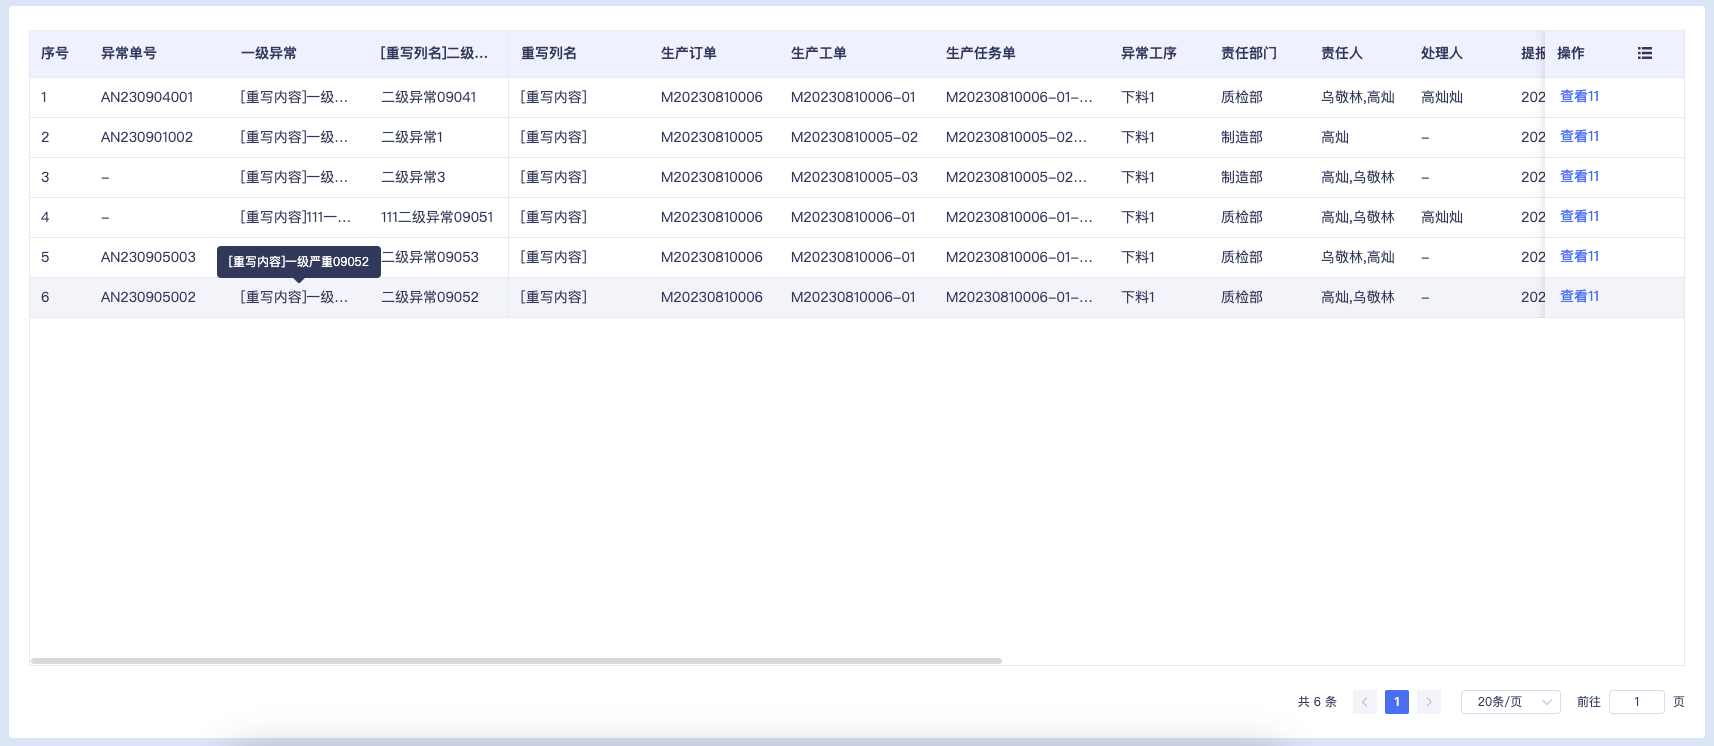 序号 异常单号 一级异常 [重写列名]二级... 重写列名 生产订单 生产工单 生产任务单 异常工序 责任部门 责任人 处理人 提报 操作
1 AN230904001 [重写内容]一级... 二级异常09041 [重写内容] M20230810006 M20230810006-01 M20230810006-01-... 下料1 质检部 乌敬林,高灿 高灿灿 202 查看11
2 AN230901002 [重写内容]一级... 二级异常1 [重写内容] M20230810005 M20230810005-02 M20230810005-02... 下料1 制造部 高灿 - 202 查看11
3 - [重写内容]一级... 二级异常3 [重写内容] M20230810006 M20230810005-03 M20230810005-02... 下料1 制造部 高灿,乌敬林 - 202 查看11
4 - [重写内容]111一... 111二级异常09051 [重写内容] M20230810006 M20230810006-01 M20230810006-01-... 下料1 质检部 高灿,乌敬林 高灿灿 202 查看11
5 AN230905003 二级异常09053 [重写内容] M20230810006 M20230810006-01 M20230810006-01-... 下料1 质检部 乌敬林,高灿 - 202 查看11
[重写内容]一级严重09052
6 AN230905002 [重写内容]一级... 二级异常09052 [重写内容] M20230810006 M20230810006-01 M20230810006-01-... 下料1 质检部 高灿,乌敬林 - 202 查看11
共 6 条 1 20条/页 前往 1 页